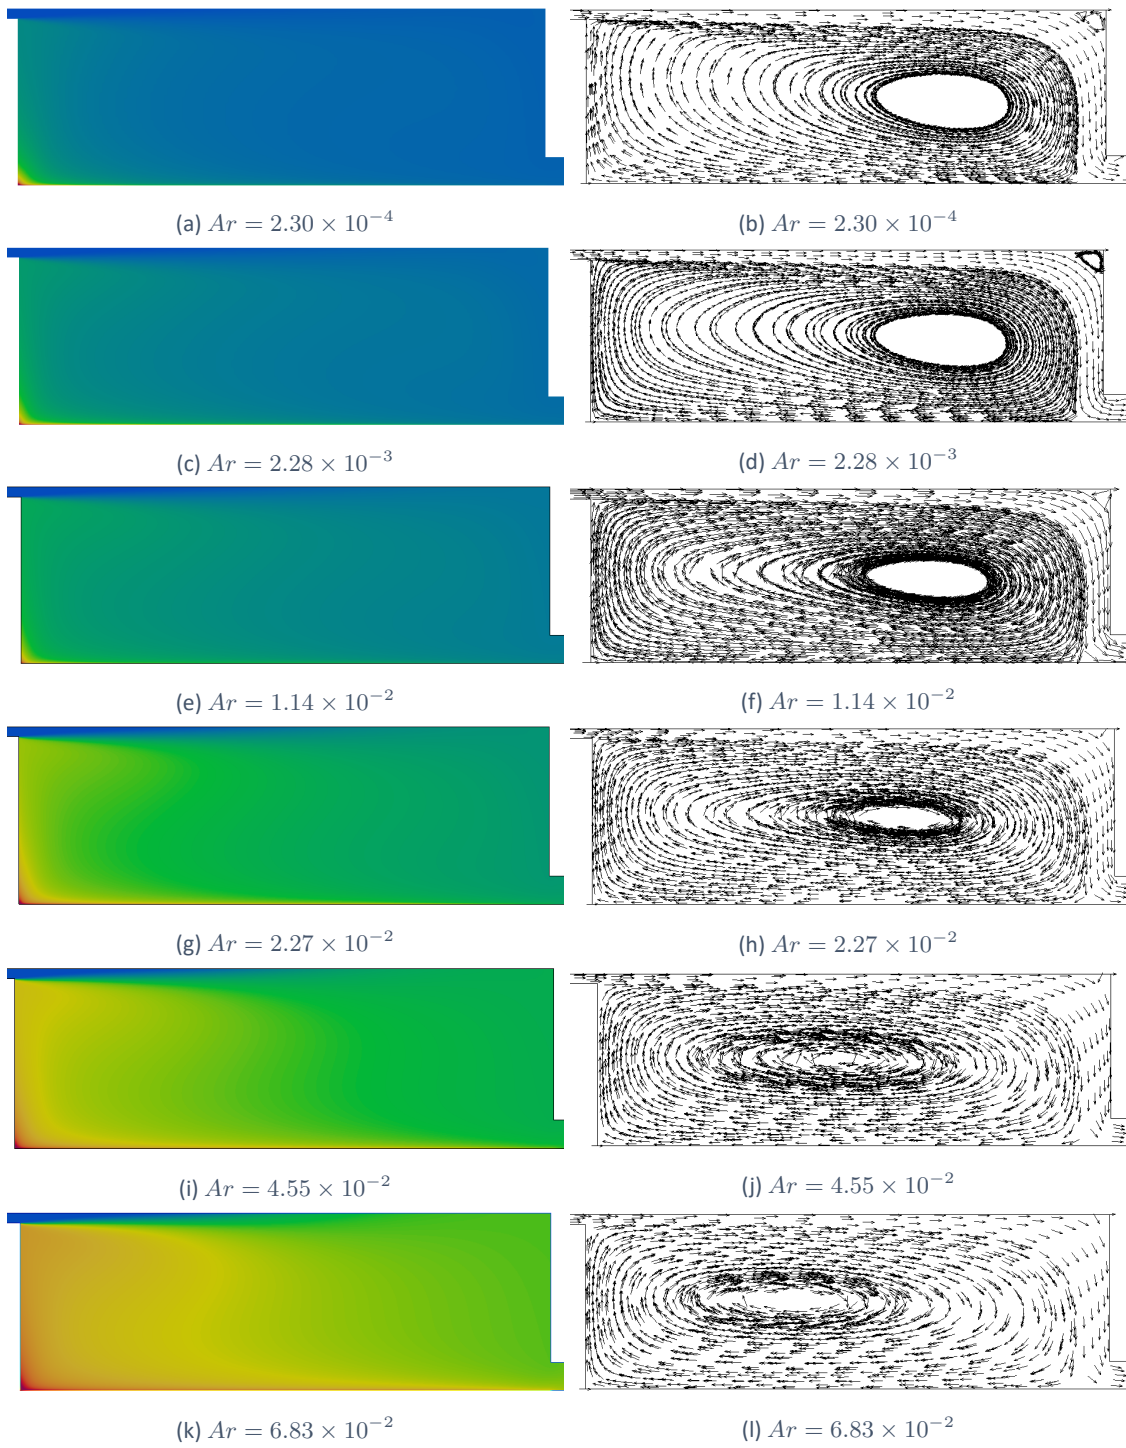 (a) Ar = 2.30 × 10⁻⁴
(b) Ar = 2.30 × 10⁻⁴
(c) Ar = 2.28 × 10⁻³
(d) Ar = 2.28 × 10⁻³
(e) Ar = 1.14 × 10⁻²
(f) Ar = 1.14 × 10⁻²
(g) Ar = 2.27 × 10⁻²
(h) Ar = 2.27 × 10⁻²
(i) Ar = 4.55 × 10⁻²
(j) Ar = 4.55 × 10⁻²
(k) Ar = 6.83 × 10⁻²
(l) Ar = 6.83 × 10⁻²